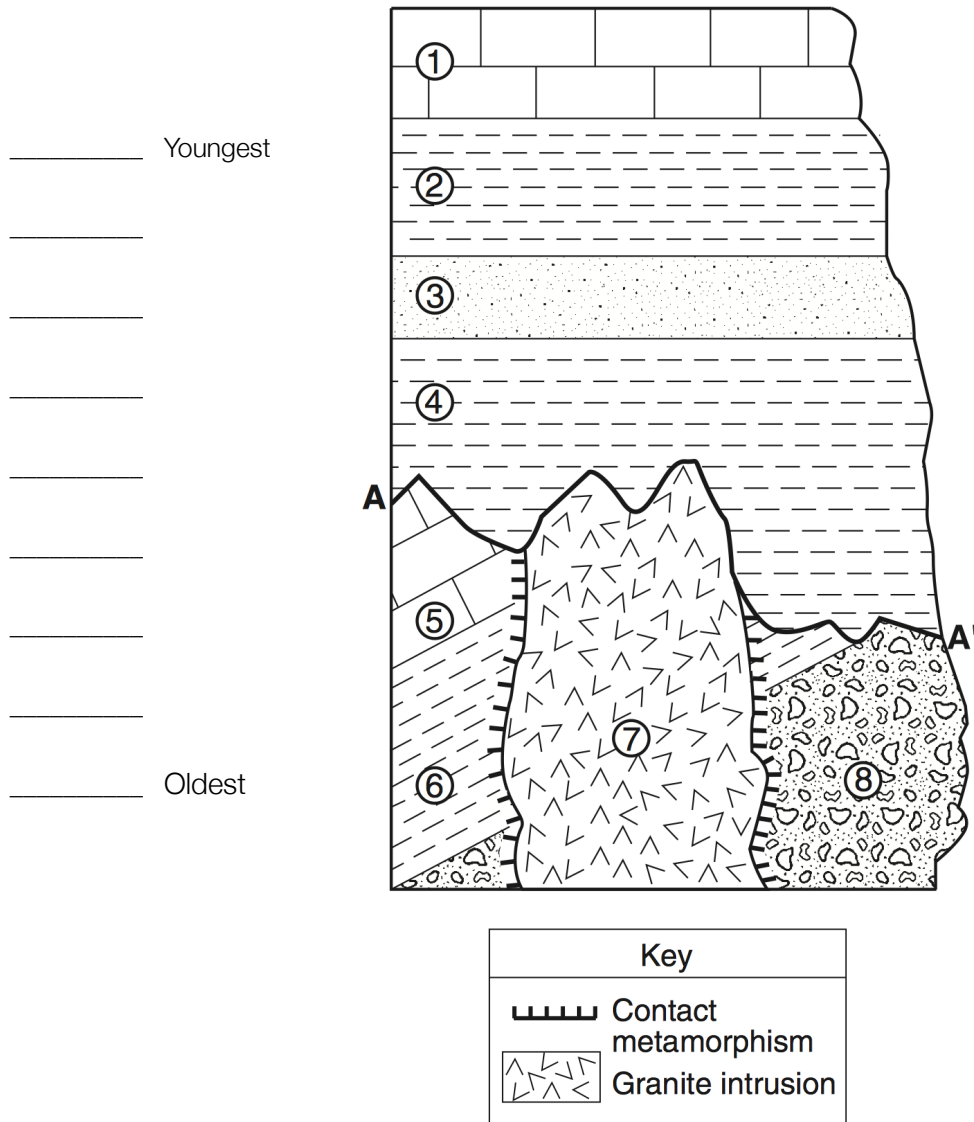 1
2
Youngest
3
4
A
5
A'
7
6
8
Oldest
Key
Contact
metamorphism
Granite intrusion